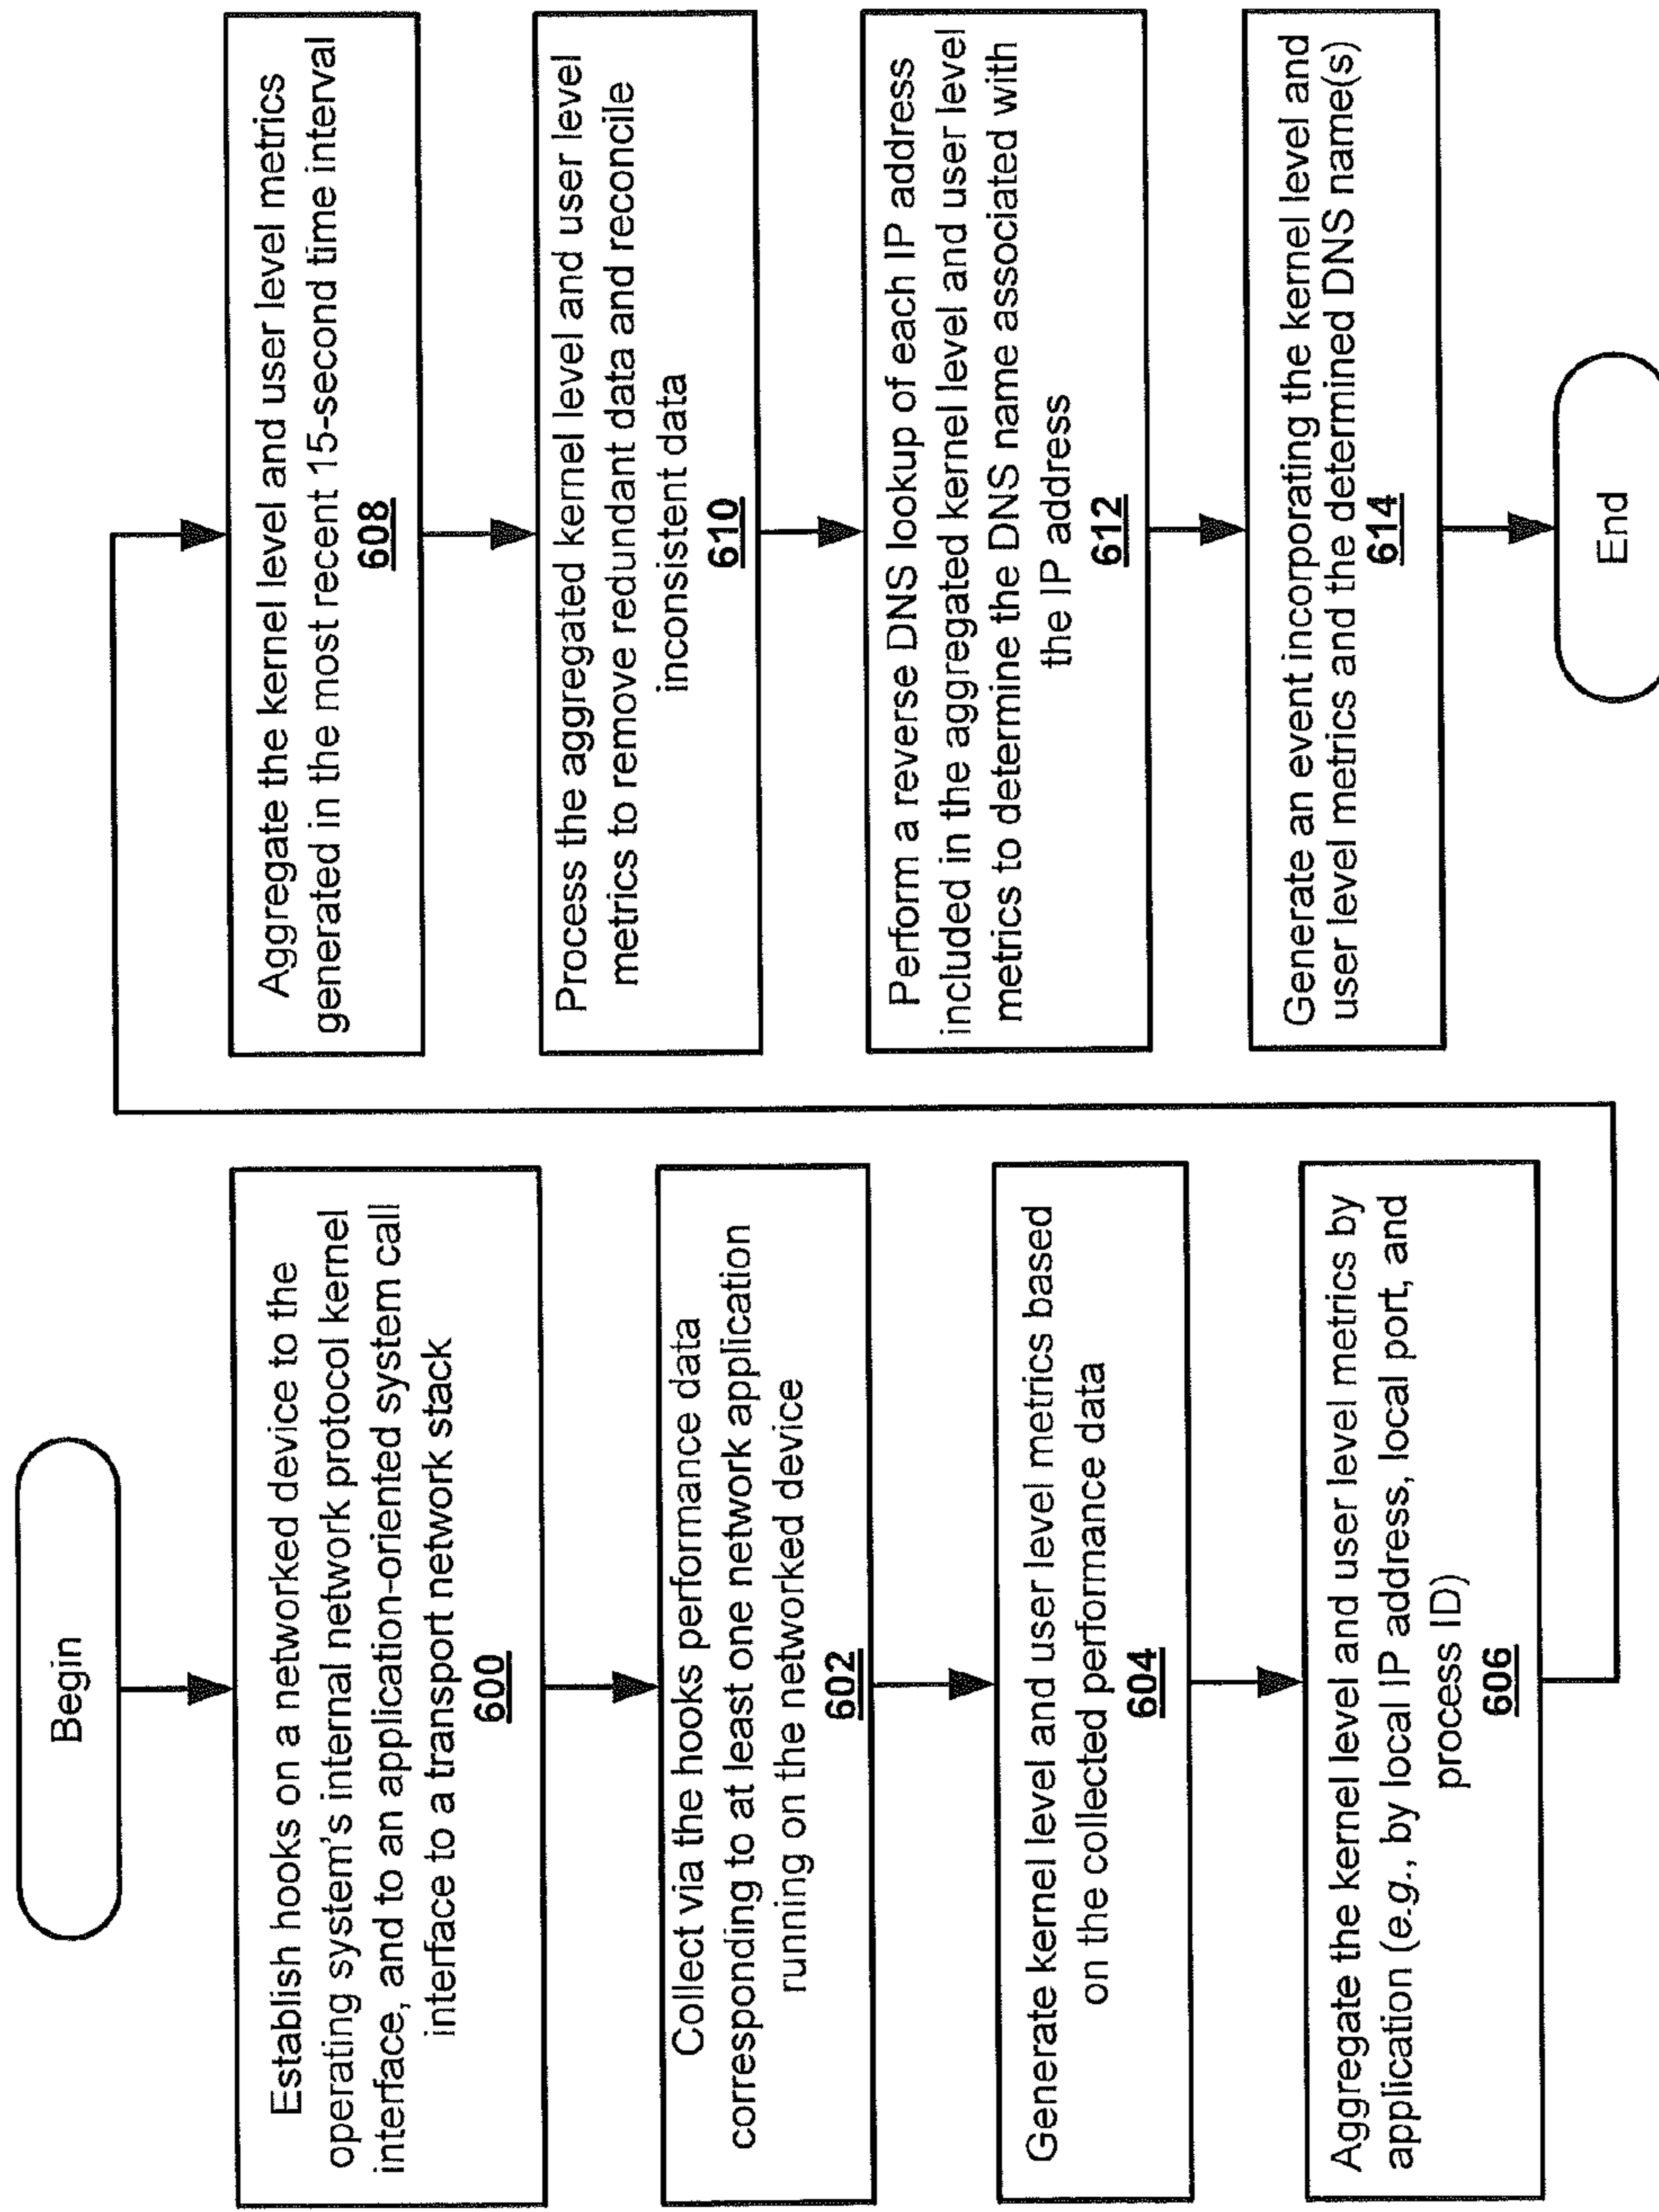 Begin
Establish hooks on a networked device to the
operating system's internal network protocol kernel
interface, and to an application-oriented system call
interface to a transport network stack
600
Collect via the hooks performance data
corresponding to at least one network application
running on the networked device
602
Generate kernel level and user level metrics based
on the collected performance data
604
Aggregate the kernel level and user level metrics by
application (e.g., by local IP address, local port, and
process ID)
606
Aggregate the kernel level and user level metrics
generated in the most recent 15-second time interval
608
Process the aggregated kernel level and user level
metrics to remove redundant data and reconcile
inconsistent data
610
Perform a reverse DNS lookup of each IP address
included in the aggregated kernel level and user level
metrics to determine the DNS name associated with
the IP address
612
Generate an event incorporating the kernel level and
user level metrics and the determined DNS name(s)
614
End